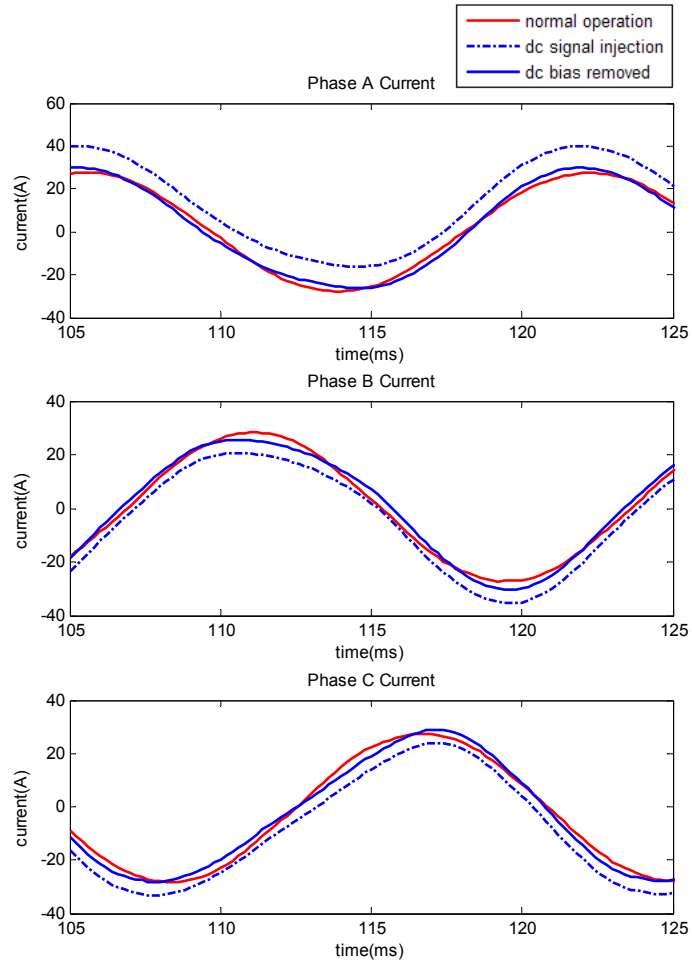 normal operation
dc signal injection
dc bias removed
Phase A Current
60
40
20
0
-20
-40
current(A)
105
110
115
120
125
time(ms)
Phase B Current
40
20
0
-20
-40
current(A)
105
110
115
120
125
time(ms)
Phase C Current
40
20
0
-20
-40
current(A)
105
110
115
120
125
time(ms)